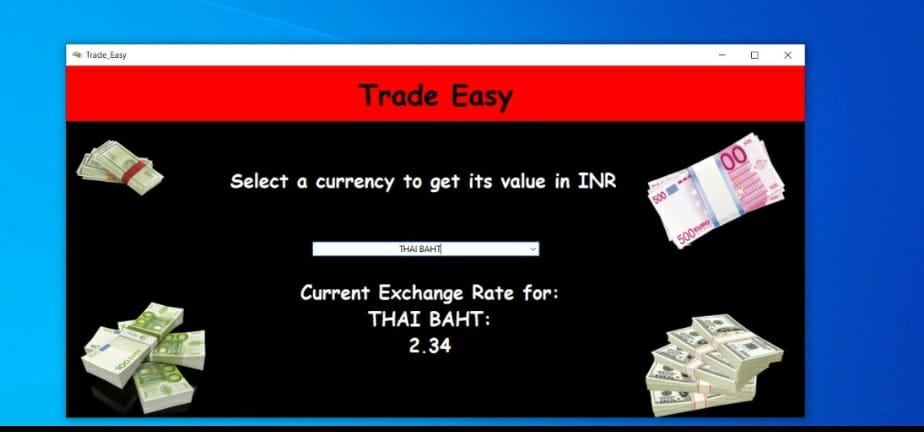 Trade_Easy
Trade Easy
Select a currency to get its value in INR
THAI BAHT
Current Exchange Rate for:
THAI BAHT:
2.34
00
500
500 EURO
100